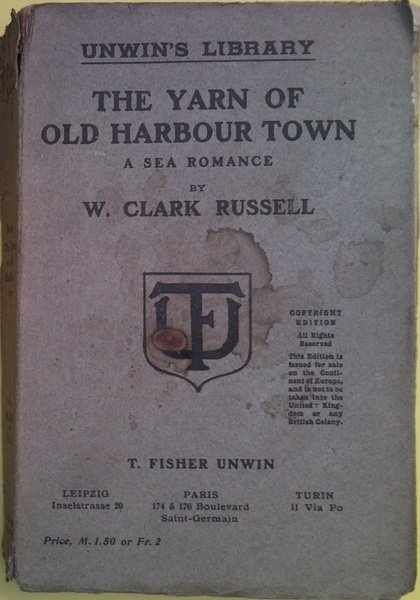 UNWIN'S LIBRARY
THE YARN OF
OLD HARBOUR TOWN
A SEA ROMANCE
BY
W. CLARK RUSSELL
TFU
COPYRIGHT
EDITION
All Rights
Reserved
This Edition is
issued for sale
on the Conti-
nent of Europe,
and is not to be
taken into the
United King-
dom or any
British Colony.
T. FISHER UNWIN
LEIPZIG
Inselstrasse 20
PARIS
174 & 176 Boulevard
Saint-Germain
TURIN
11 Via Po
Price, M. 1.50 or Fr. 2